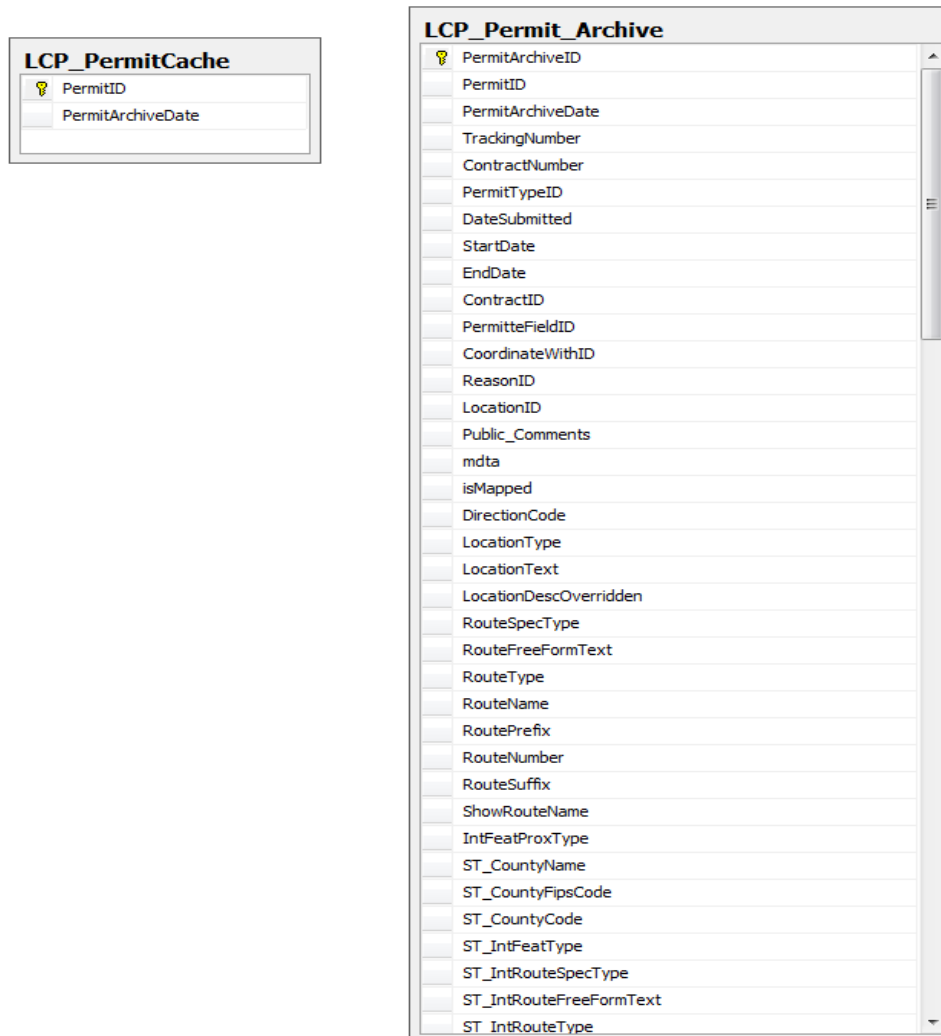 LCP_PermitCache
PermitID
PermitArchiveDate
LCP_Permit_Archive
PermitArchiveID
PermitID
PermitArchiveDate
TrackingNumber
ContractNumber
PermitTypeID
DateSubmitted
StartDate
EndDate
ContractID
PermitteFieldID
CoordinateWithID
ReasonID
LocationID
Public_Comments
mdta
isMapped
DirectionCode
LocationType
LocationText
LocationDescOverridden
RouteSpecType
RouteFreeFormText
RouteType
RouteName
RoutePrefix
RouteNumber
RouteSuffix
ShowRouteName
IntFeatProxType
ST_CountyName
ST_CountyFipsCode
ST_CountyCode
ST_IntFeatType
ST_IntRouteSpecType
ST_IntRouteFreeFormText
ST_IntRouteType